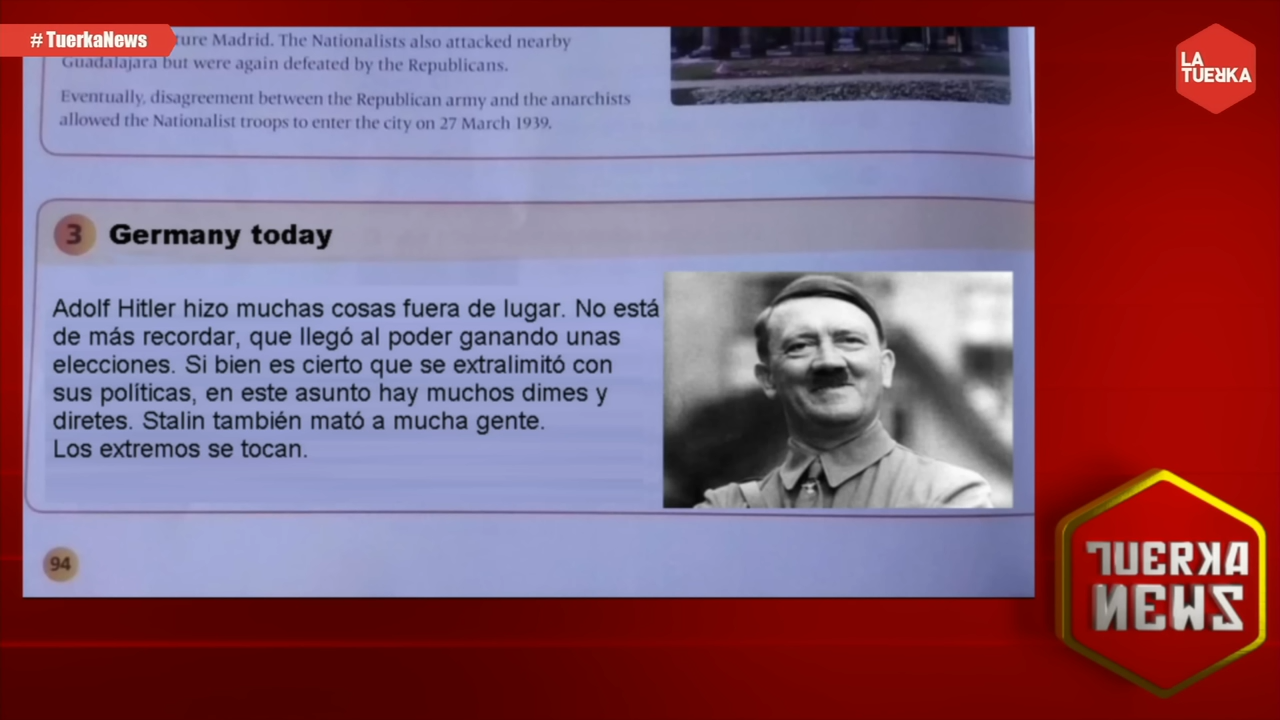 # TuerkaNews
ture Madrid. The Nationalists also attacked nearby
Guadalajara but were again defeated by the Republicans.
Eventually, disagreement between the Republican army and the anarchists
allowed the Nationalist troops to enter the city on 27 March 1939.
LA
TUERKA
3 Germany today
Adolf Hitler hizo muchas cosas fuera de lugar. No está
de más recordar, que llegó al poder ganando unas
elecciones. Si bien es cierto que se extralimitó con
sus políticas, en este asunto hay muchos dimes y
diretes. Stalin también mató a mucha gente.
Los extremos se tocan.
94
TUERKA
NEWS